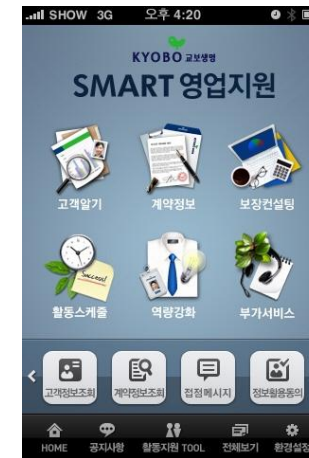 SHOW 3G 오후 4:20
KYOBO 교보생명
SMART 영업지원
고객알기 계약정보 보장컨설팅
Success!
활동스케줄 역량강화 부가서비스
고객정보조회 계약정보조회 접점메시지 정보활용동의
HOME 공지사항 활동지원 TOOL 전체보기 환경설정